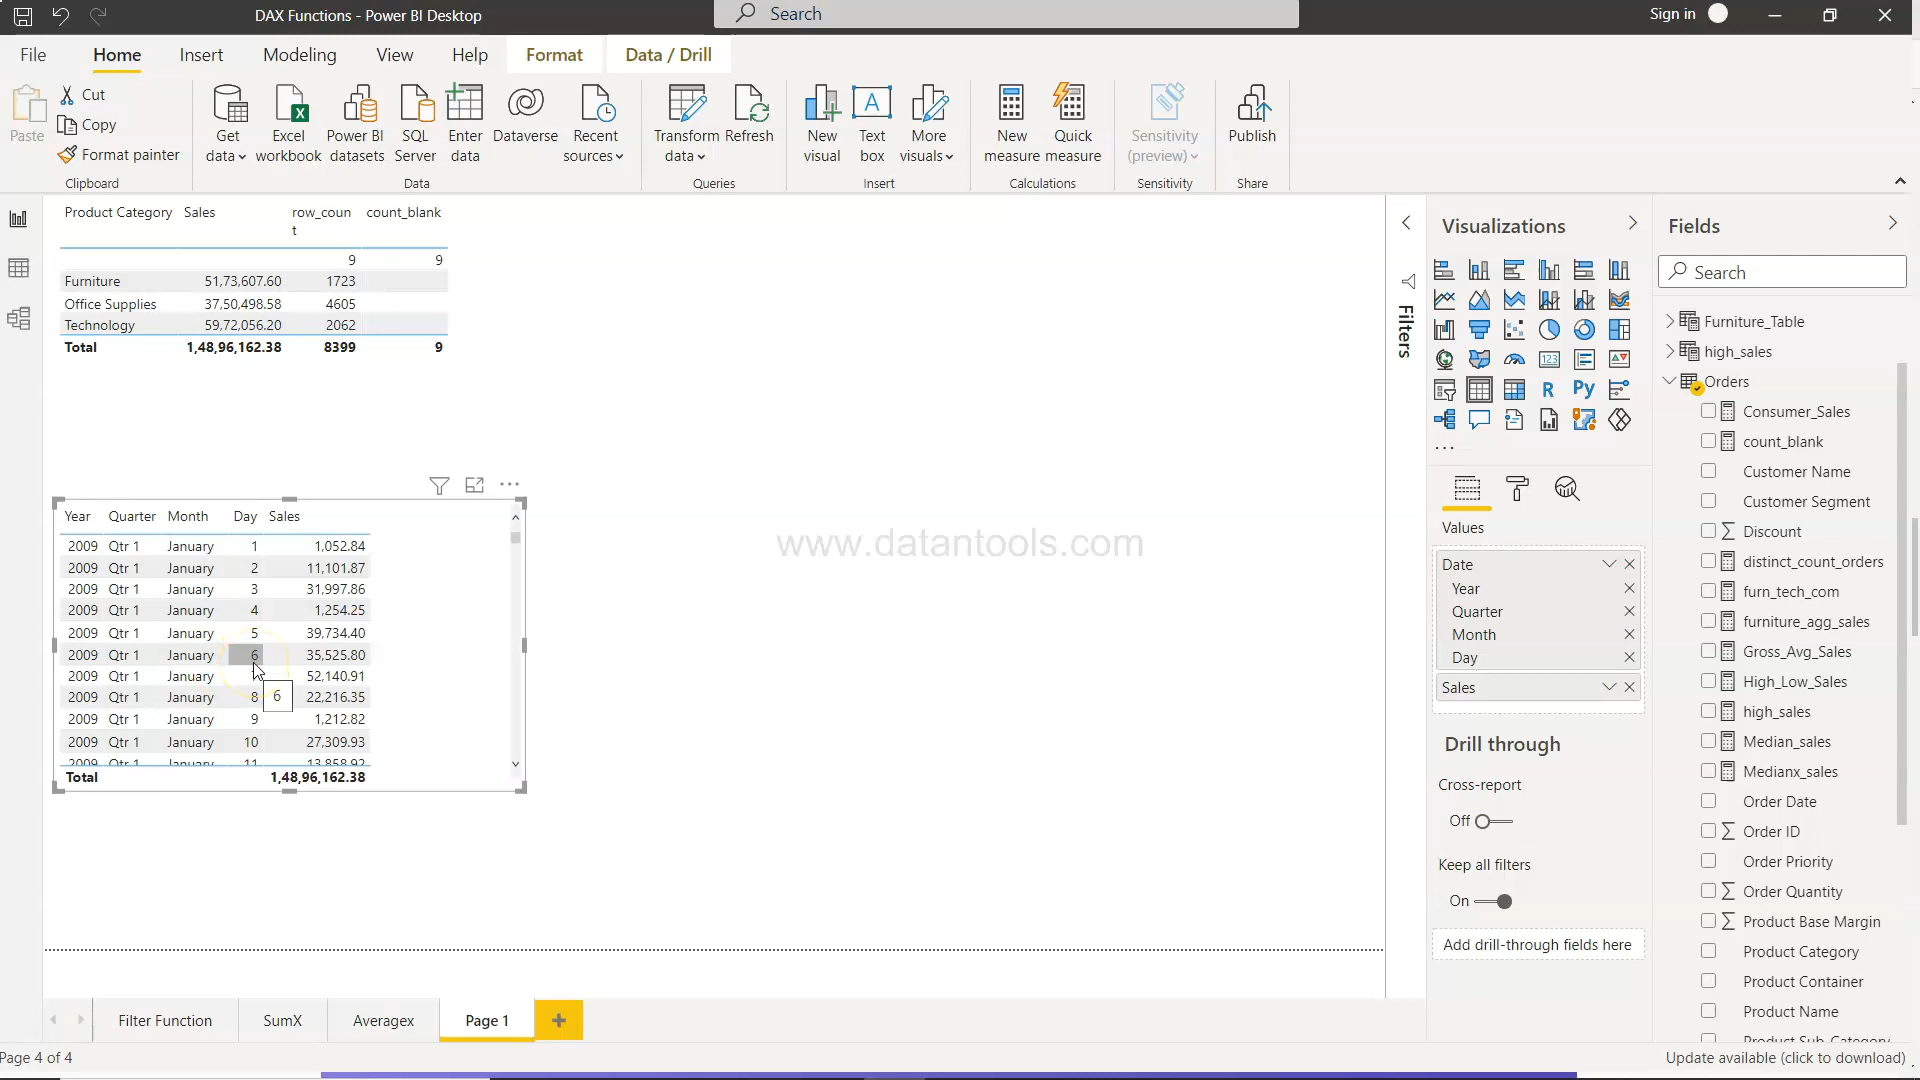 DAX Functions - Power BI Desktop
Search
Sign in
File Home Insert Modeling View Help Format Data / Drill
Paste
Cut
Copy
Format painter
Clipboard
Get data
Excel workbook
Power BI datasets
SQL Server
Enter data
Dataverse
Recent sources
Data
Transform data
Refresh
Queries
New visual
Text box
More visuals
Insert
New measure
Quick measure
Calculations
Sensitivity (preview)
Sensitivity
Publish
Share
Product Category Sales row_coun count_blank
t
9 9
Furniture 51,73,607.60 1723
Office Supplies 37,50,498.58 4605
Technology 59,72,056.20 2062
Total 1,48,96,162.38 8399 9
Year Quarter Month Day Sales
2009 Qtr 1 January 1 1,052.84
2009 Qtr 1 January 2 11,101.87
2009 Qtr 1 January 3 31,997.86
2009 Qtr 1 January 4 1,254.25
2009 Qtr 1 January 5 39,734.40
2009 Qtr 1 January 6 35,525.80
2009 Qtr 1 January 52,140.91
2009 Qtr 1 January 8 22,216.35
6
2009 Qtr 1 January 9 1,212.82
2009 Qtr 1 January 10 27,309.93
2009 Qtr 1 January 11 13,858.92
Total 1,48,96,162.38
www.datantools.com
Filters
Visualizations
123
R
Py
Values
Date
Year
Quarter
Month
Day
Sales
Drill through
Cross-report
Off
Keep all filters
On
Add drill-through fields here
Fields
Search
Furniture_Table
high_sales
Orders
Consumer_Sales
count_blank
Customer Name
Customer Segment
Discount
distinct_count_orders
furn_tech_com
furniture_agg_sales
Gross_Avg_Sales
High_Low_Sales
high_sales
Median_sales
Medianx_sales
Order Date
Order ID
Order Priority
Order Quantity
Product Base Margin
Product Category
Product Container
Product Name
Product Sub-Category
Filter Function SumX Averagex Page 1
Page 4 of 4
Update available (click to download)